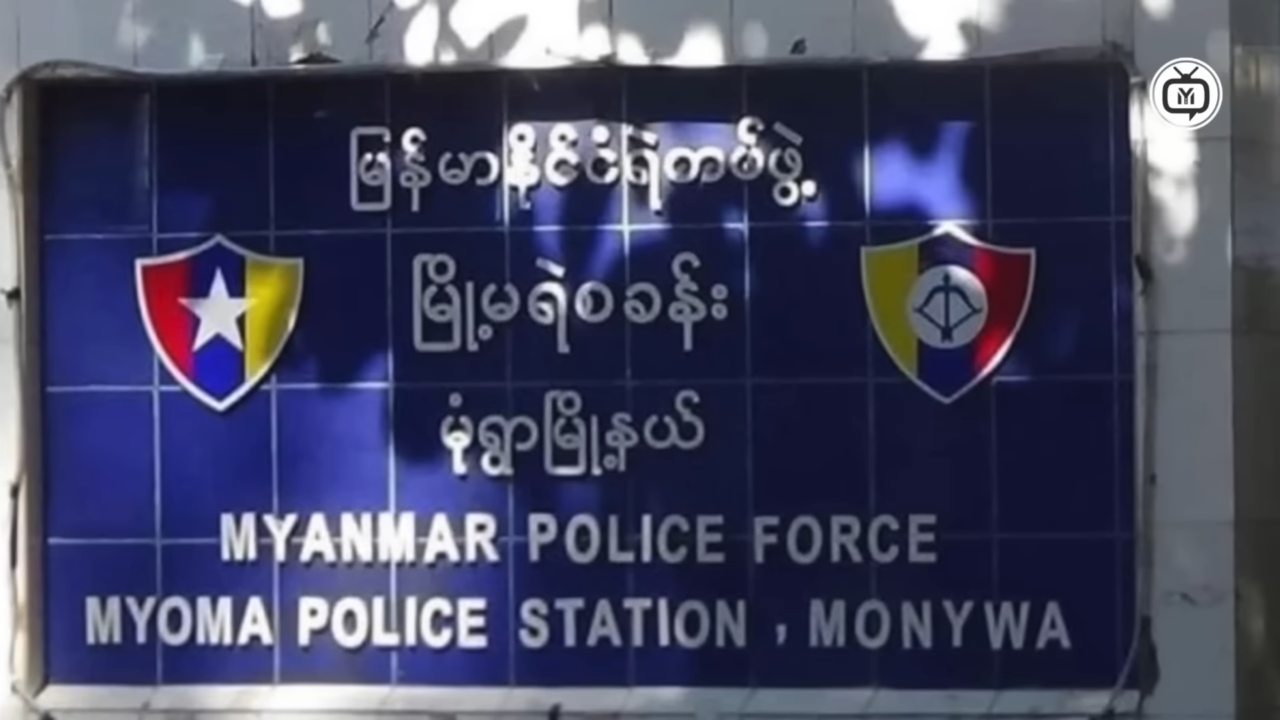 မြန်မာနိုင်ငံရဲတပ်ဖွဲ့
မြို့မရဲစခန်း
မုံရွာမြို့နယ်
MYANMAR POLICE FORCE
MYOMA POLICE STATION , MONYWA